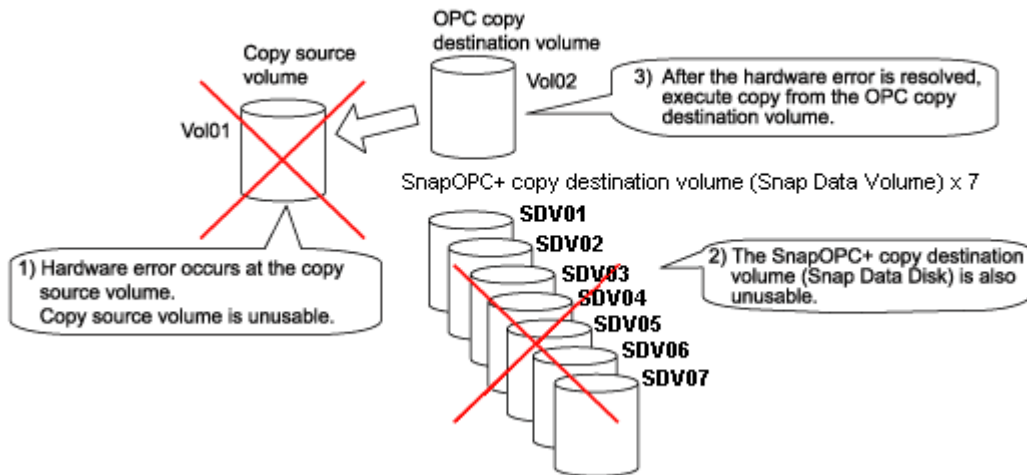 OPC copy
destination volume
Copy source
volume
Vol01
Vol02
3) After the hardware error is resolved,
execute copy from the OPC copy
destination volume.
SnapOPC+ copy destination volume (Snap Data Volume) x 7
1) Hardware error occurs at the copy
source volume.
Copy source volume is unusable.
SDV01
SDV02
SDV03
SDV04
SDV05
SDV06
SDV07
2) The SnapOPC+ copy destination
volume (Snap Data Disk) is also
unusable.